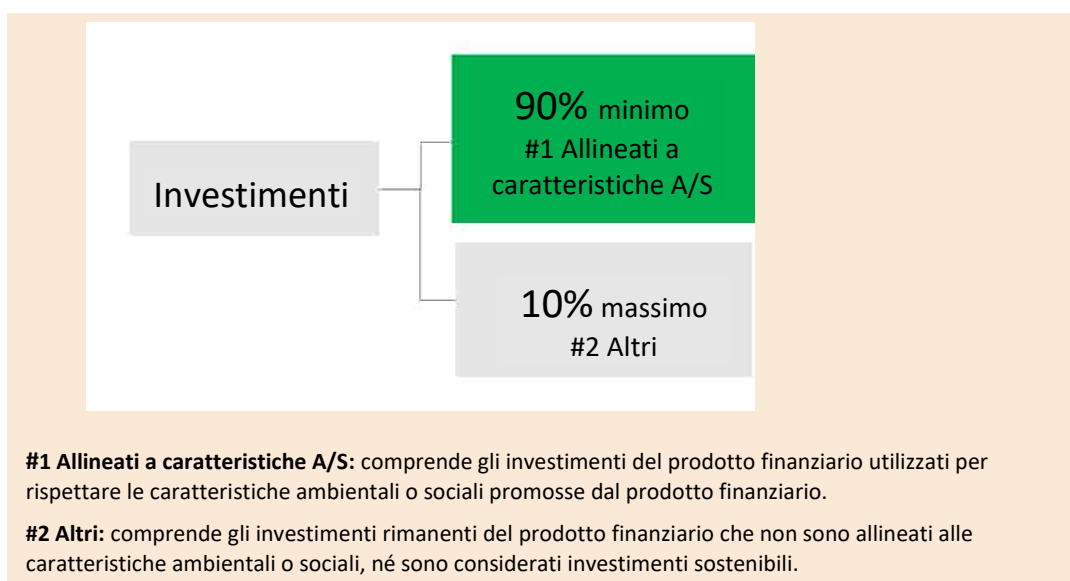 Investimenti
90% minimo
#1 Allineati a
caratteristiche A/S
10% massimo
#2 Altri
#1 Allineati a caratteristiche A/S: comprende gli investimenti del prodotto finanziario utilizzati per
rispettare le caratteristiche ambientali o sociali promosse dal prodotto finanziario.
#2 Altri: comprende gli investimenti rimanenti del prodotto finanziario che non sono allineati alle
caratteristiche ambientali o sociali, né sono considerati investimenti sostenibili.